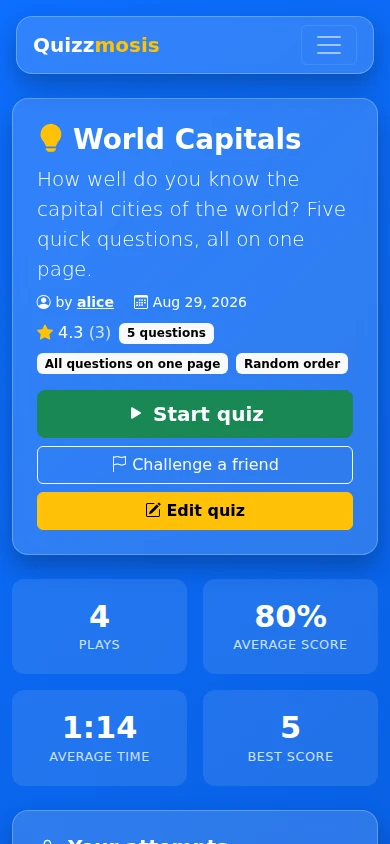 Quizzmosis
World Capitals
How well do you know the
capital cities of the world? Five
quick questions, all on one
page.
by alice Aug 29, 2026
4.3 (3) 5 questions
All questions on one page Random order
Start quiz
Challenge a friend
Edit quiz
4 80%
PLAYS AVERAGE SCORE
1:14 5
AVERAGE TIME BEST SCORE
Your attempts